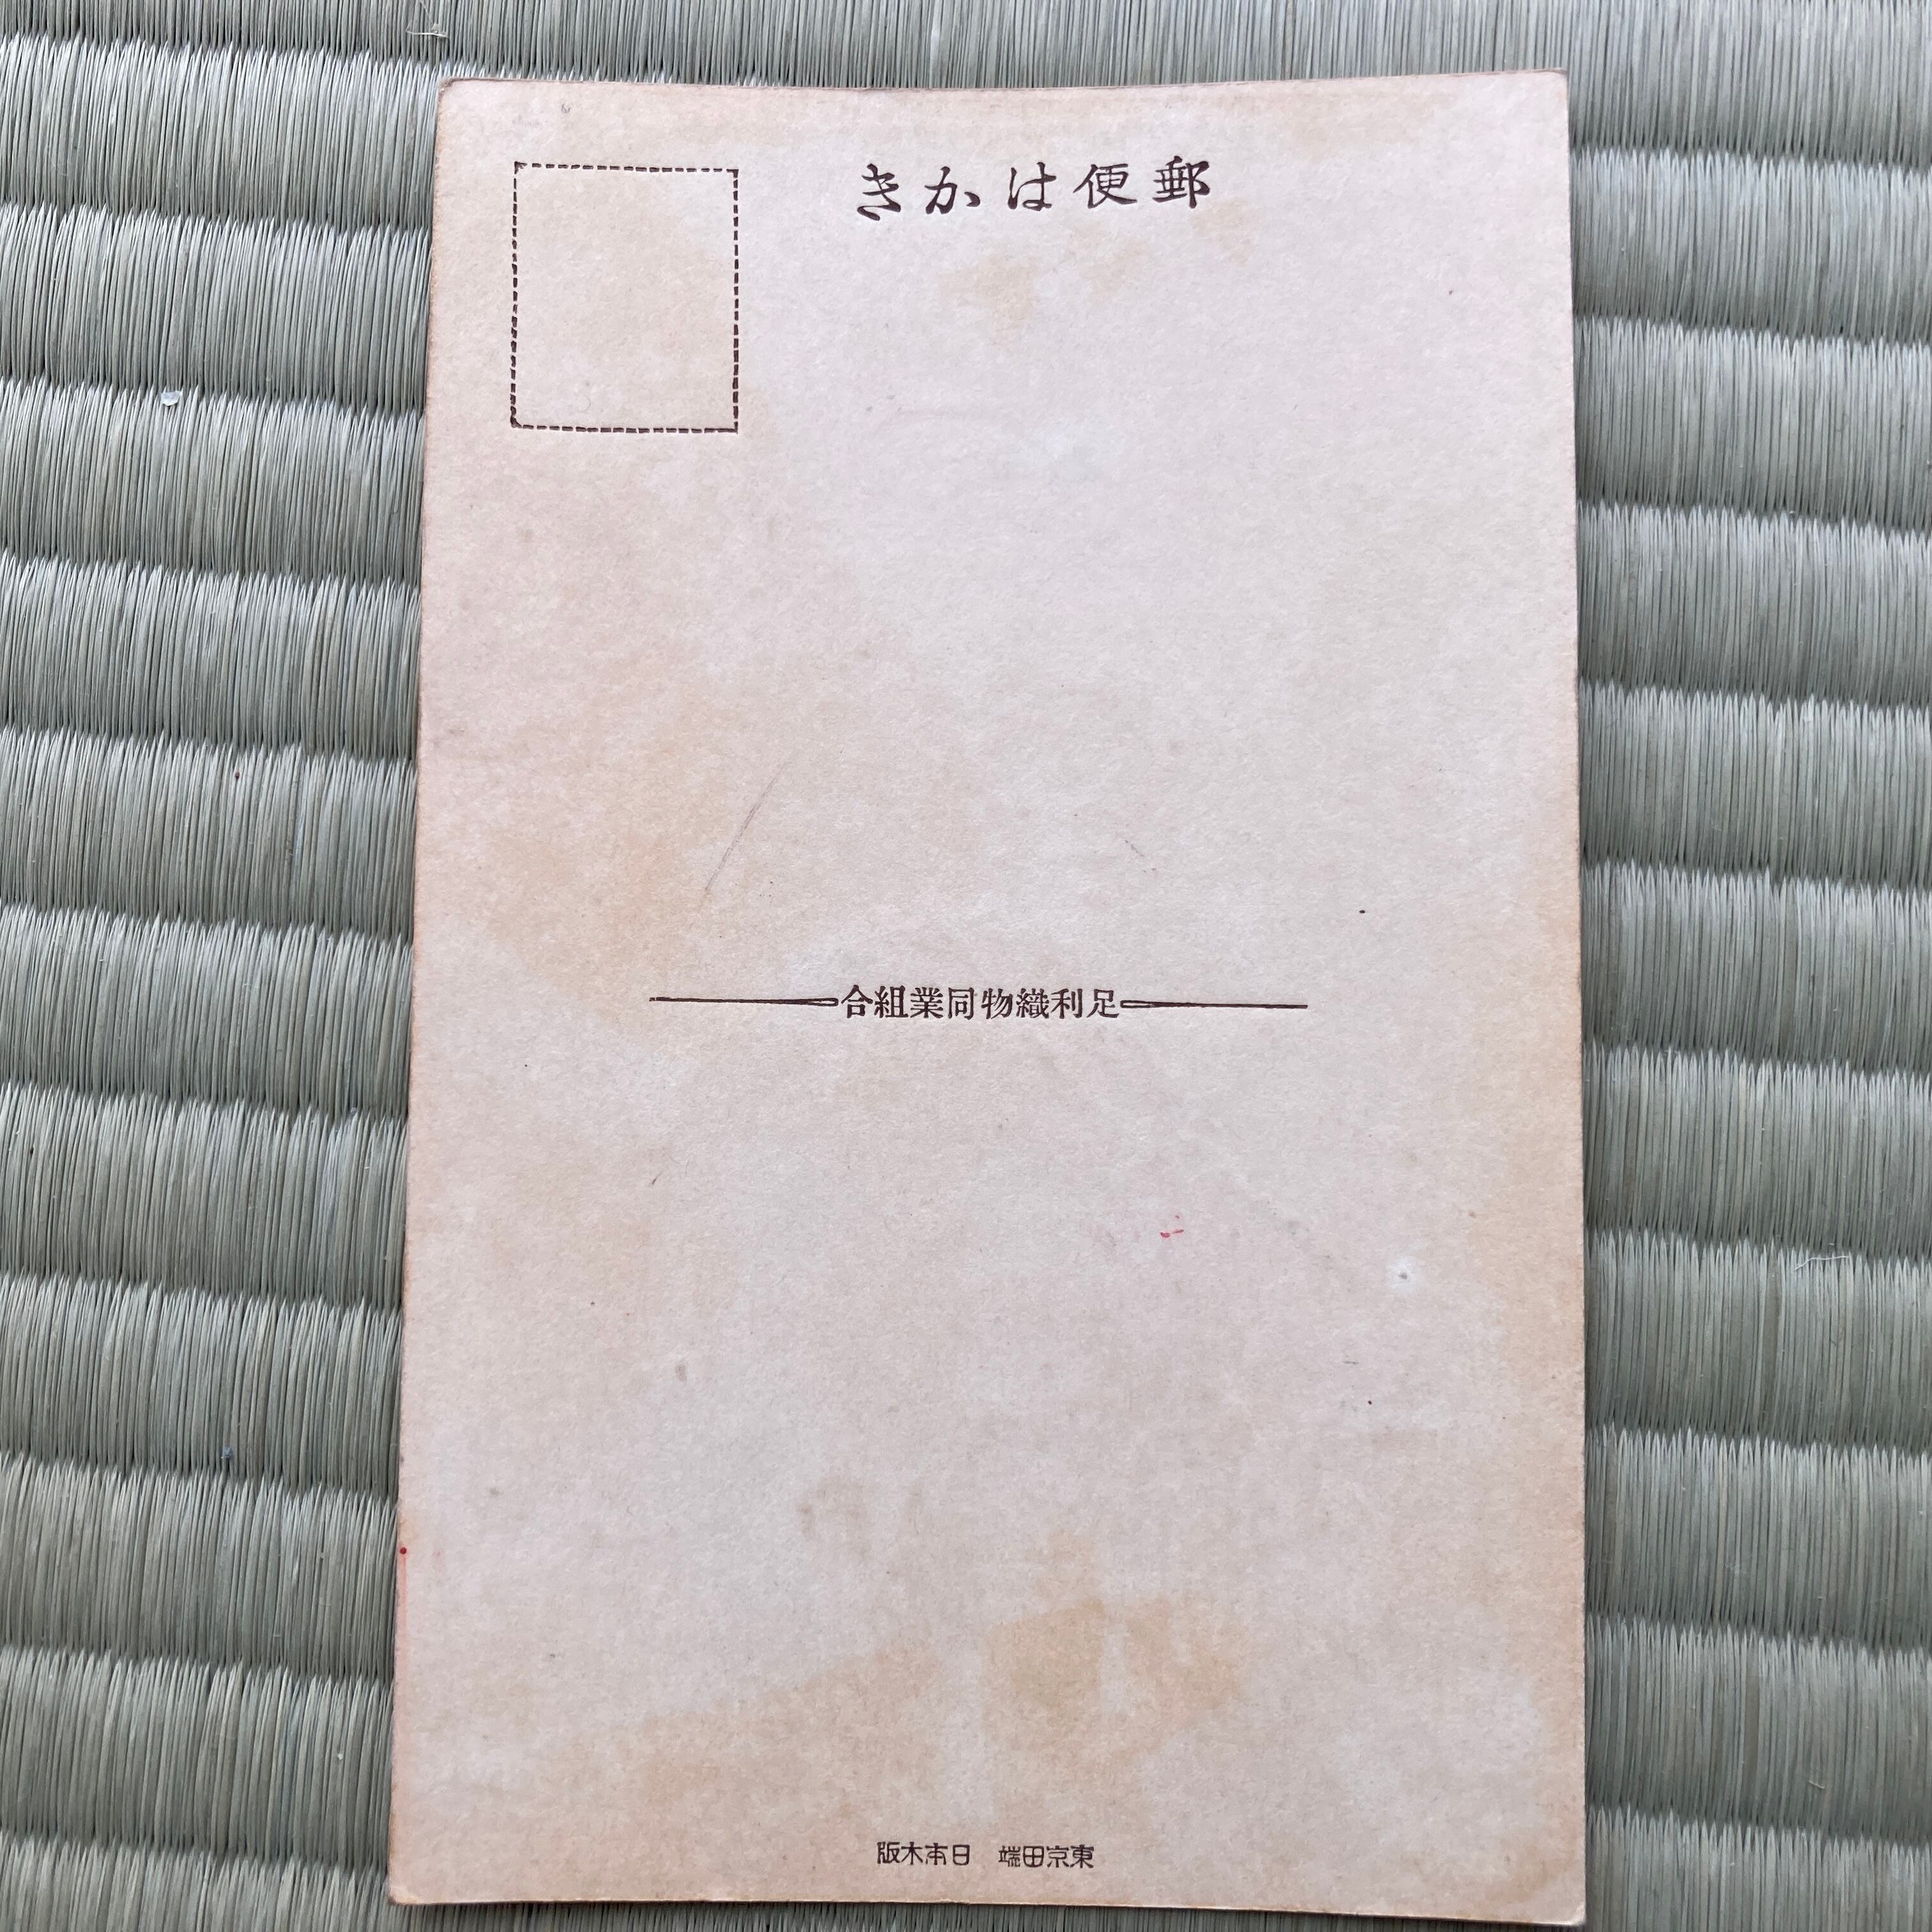 郵便はかき
足利織物同業組合
東京田端 日本木版